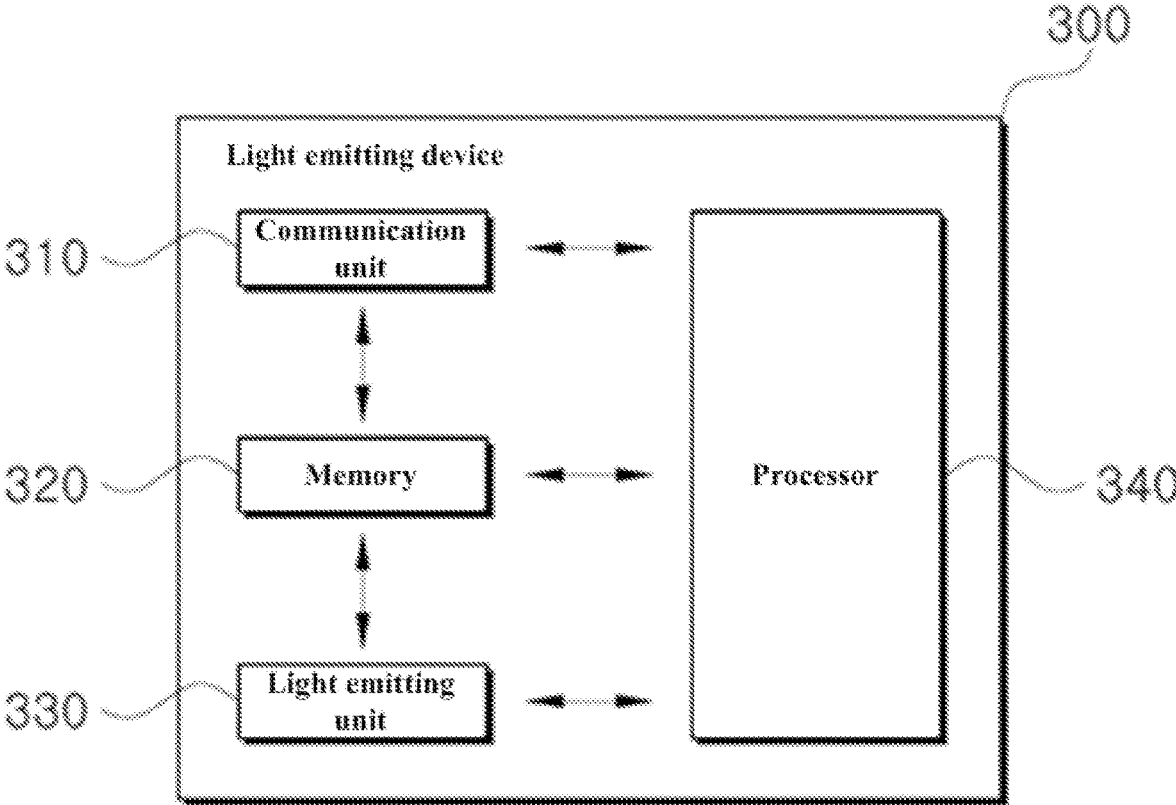 300
Light emitting device
Communication
unit
310
Memory
320
Processor
340
Light emitting
unit
330